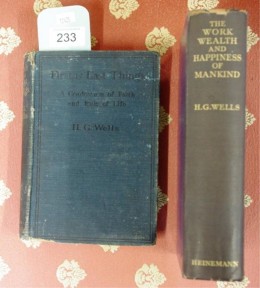 233
First & Last Things
A Confession of Faith
and Rule of Life
H. G. Wells
THE
WORK
WEALTH
AND
HAPPINESS
OF
MANKIND
H.G.WELLS
HEINEMANN